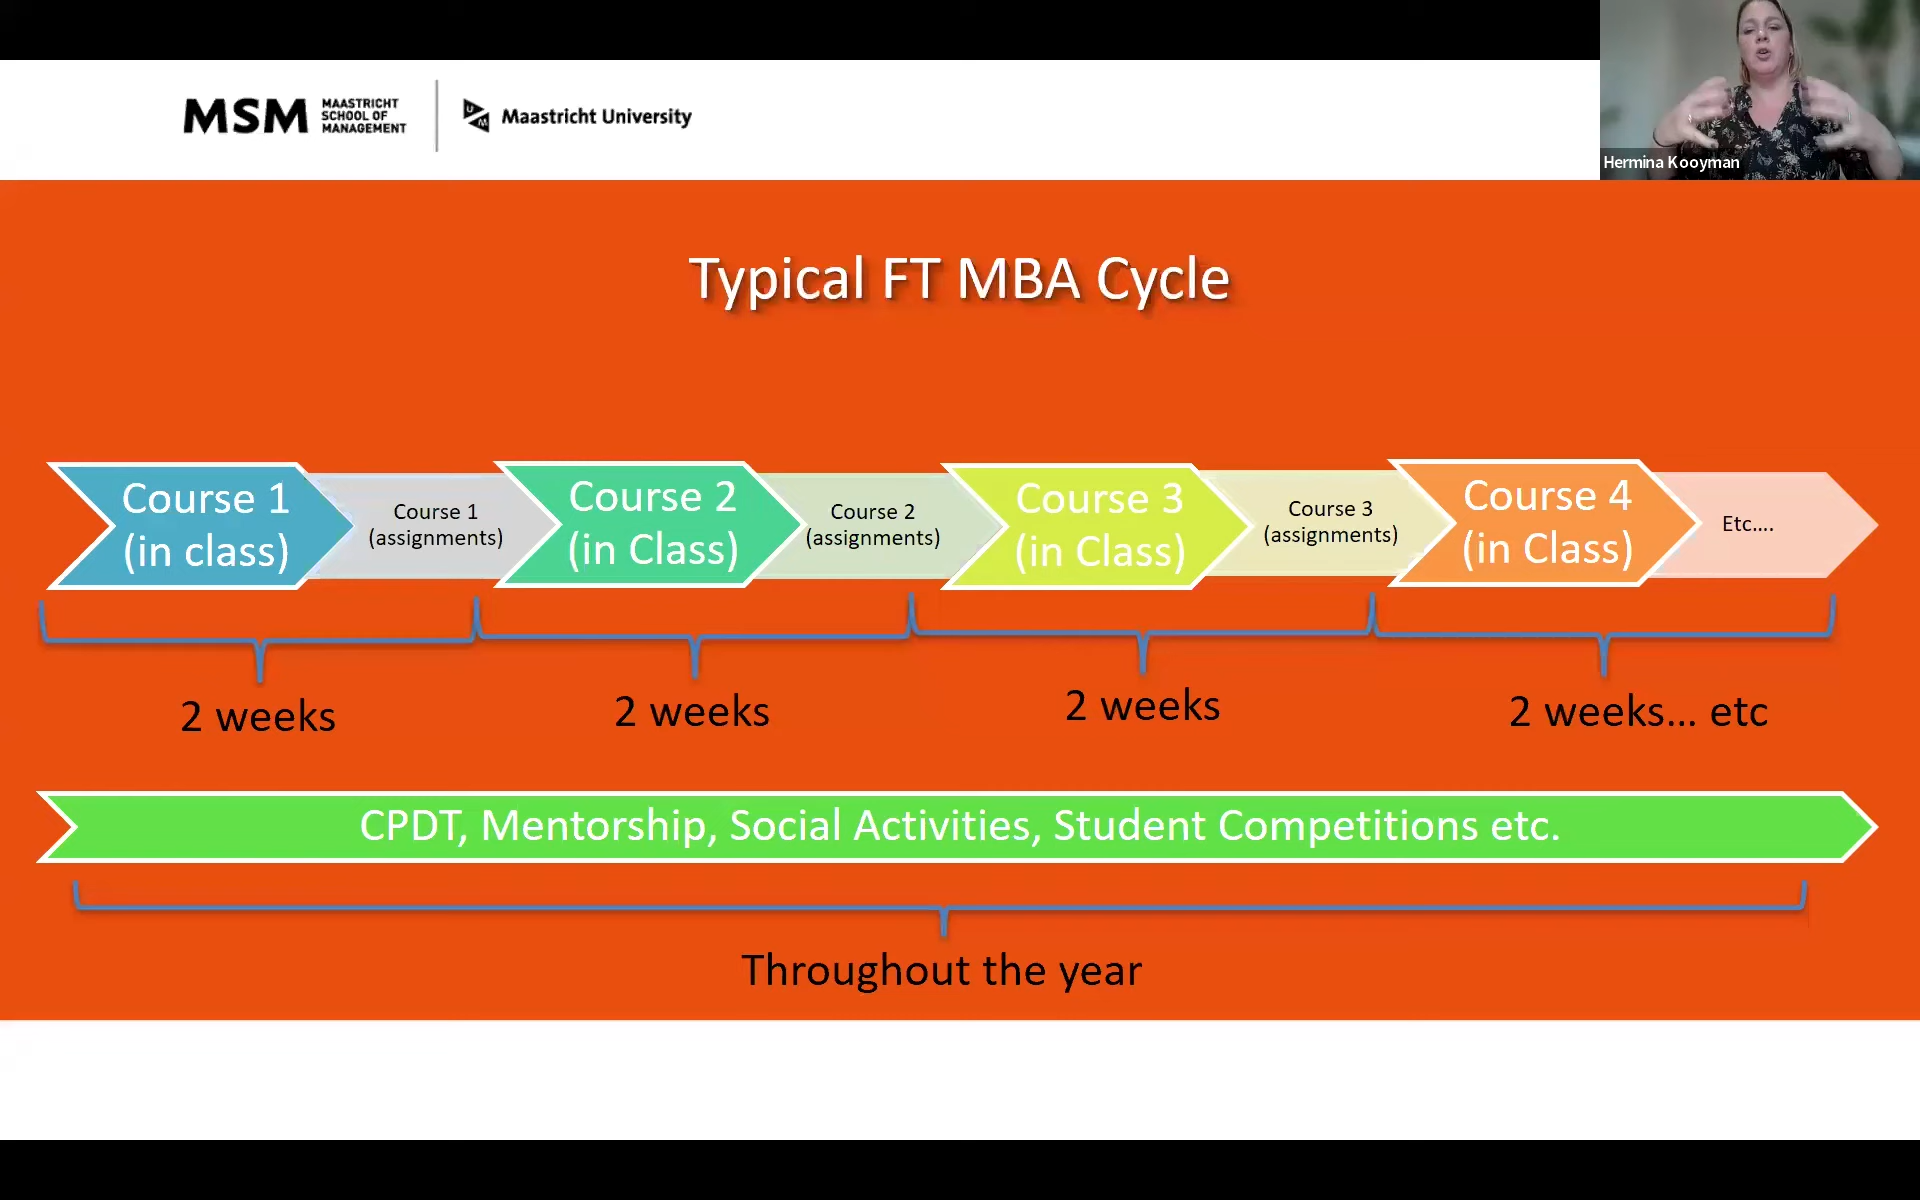 MSM
MAASTRICHT
SCHOOL OF
MANAGEMENT
UM
Maastricht University
Hermina Kooyman
Typical FT MBA Cycle
Course 1
(in class)
Course 1
(assignments)
Course 2
(in Class)
Course 2
(assignments)
Course 3
(in Class)
Course 3
(assignments)
Course 4
(in Class)
Etc....
2 weeks
2 weeks
2 weeks
2 weeks... etc
CPDT, Mentorship, Social Activities, Student Competitions etc.
Throughout the year